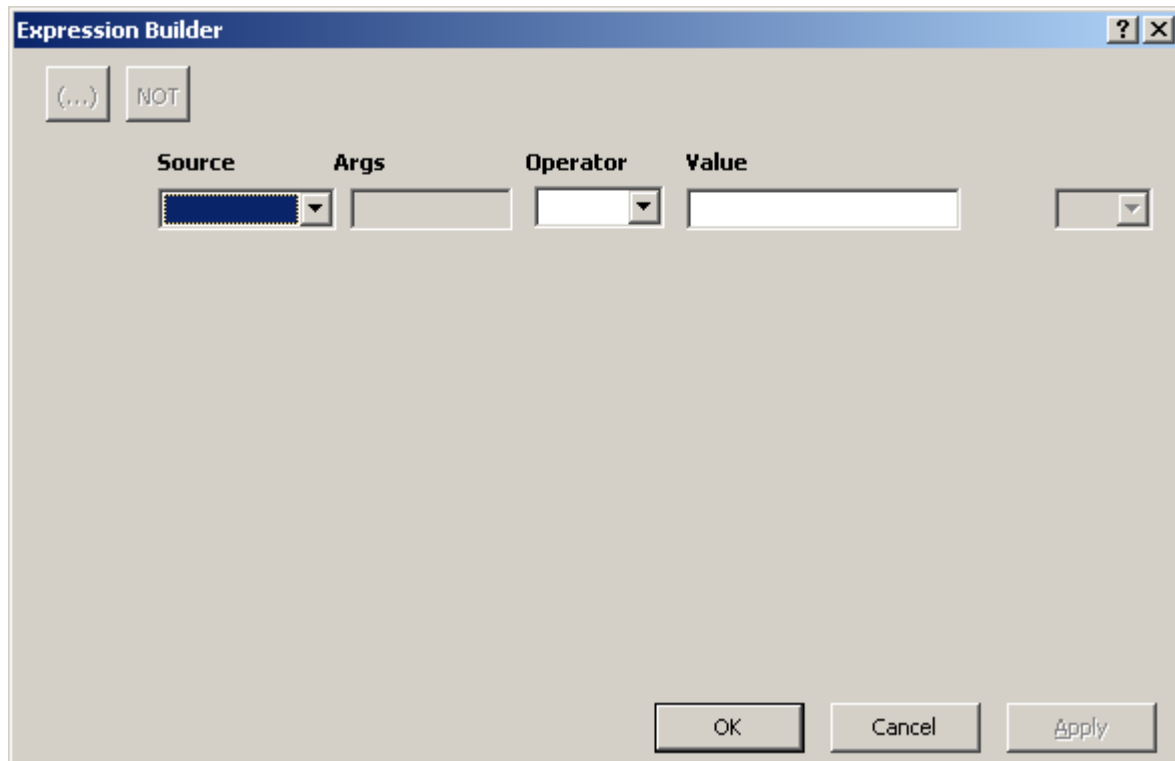 Expression Builder
(...) NOT
Source Args Operator Value
OK Cancel Apply